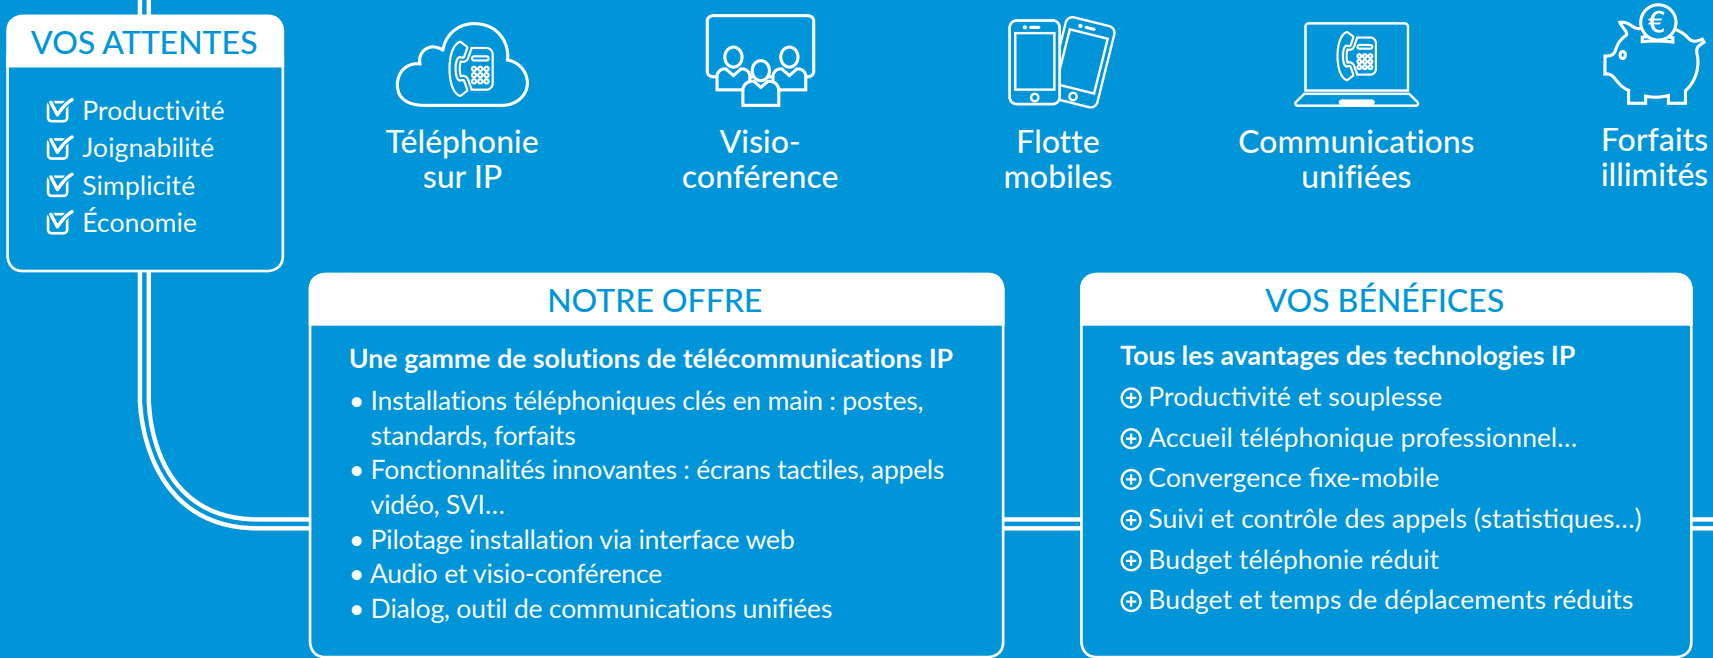 VOS ATTENTES
Productivité
Joignabilité
Simplicité
Économie
Téléphonie
sur IP
Visio-
conférence
Flotte
mobiles
Communications
unifiées
€
Forfaits
illimités
NOTRE OFFRE
Une gamme de solutions de télécommunications IP
• Installations téléphoniques clés en main : postes,
standards, forfaits
• Fonctionnalités innovantes : écrans tactiles, appels
vidéo, SVI...
• Pilotage installation via interface web
• Audio et visio-conférence
• Dialog, outil de communications unifiées
VOS BÉNÉFICES
Tous les avantages des technologies IP
Productivité et souplesse
Accueil téléphonique professionnel...
Convergence fixe-mobile
Suivi et contrôle des appels (statistiques...)
Budget téléphonie réduit
Budget et temps de déplacements réduits